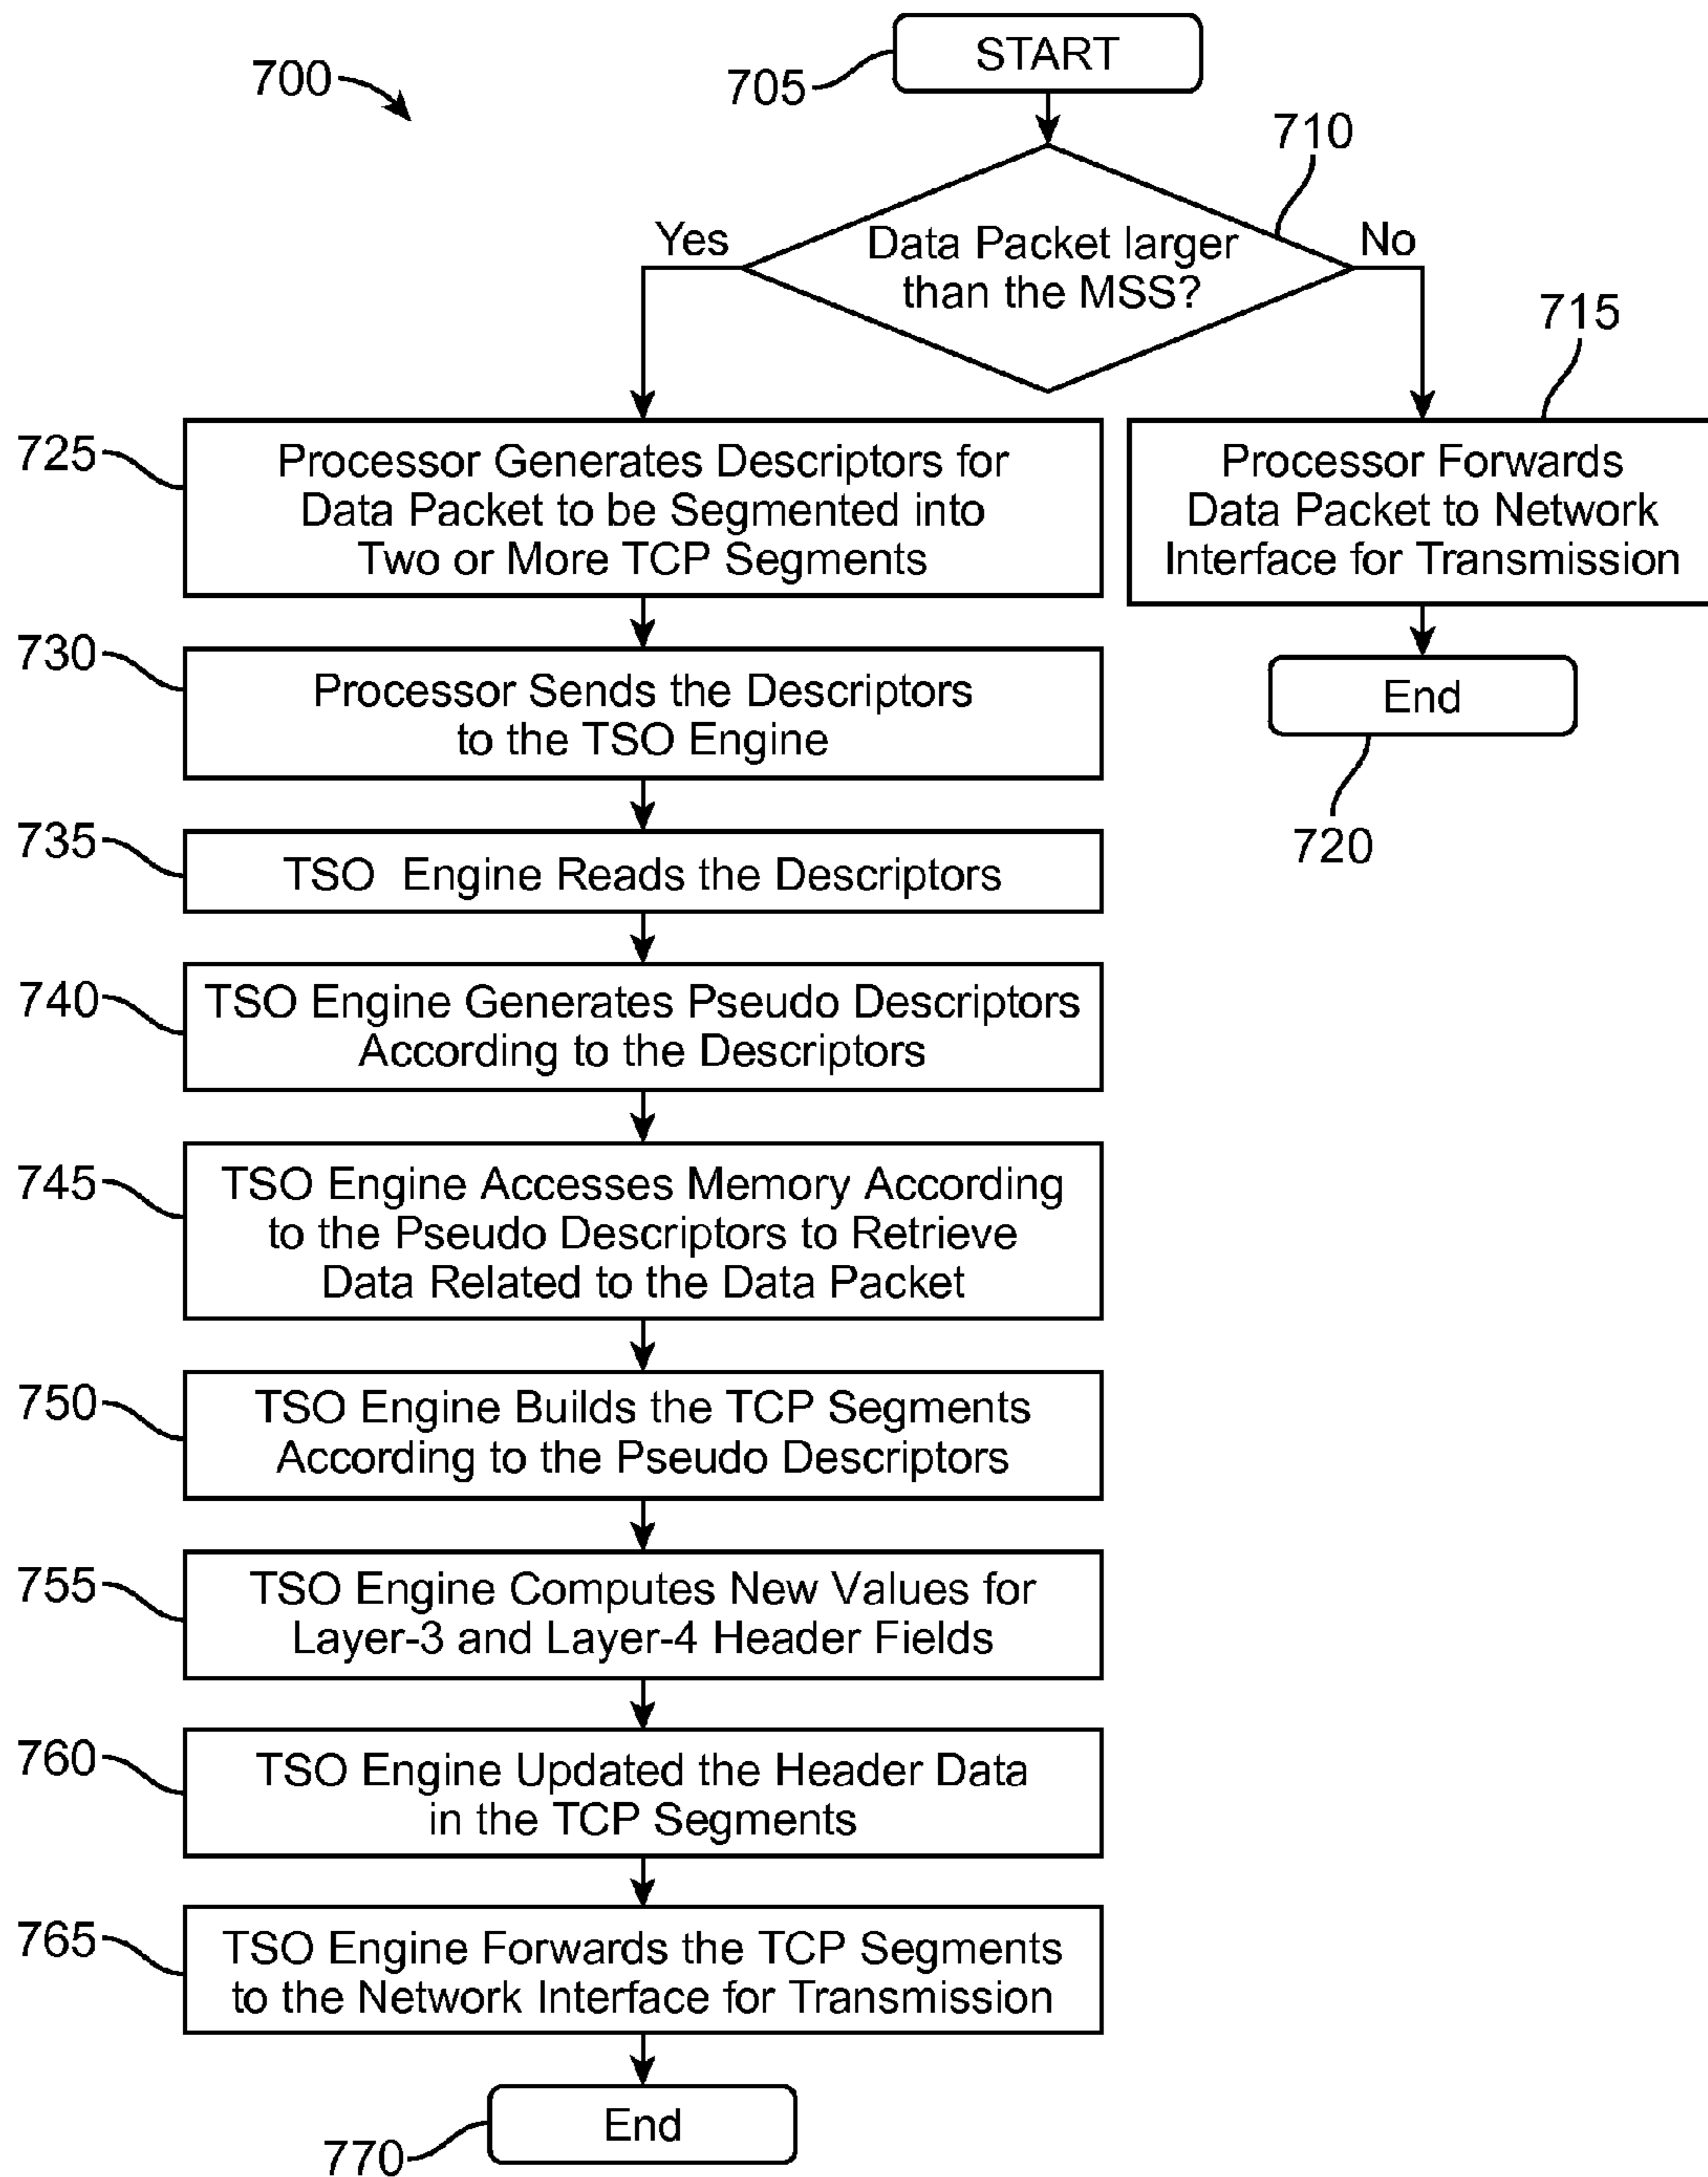 700
705
START
710
Yes
Data Packet larger
than the MSS?
No
715
Processor Forwards
Data Packet to Network
Interface for Transmission
End
720
725
Processor Generates Descriptors for
Data Packet to be Segmented into
Two or More TCP Segments
730
Processor Sends the Descriptors
to the TSO Engine
735
TSO Engine Reads the Descriptors
740
TSO Engine Generates Pseudo Descriptors
According to the Descriptors
745
TSO Engine Accesses Memory According
to the Pseudo Descriptors to Retrieve
Data Related to the Data Packet
750
TSO Engine Builds the TCP Segments
According to the Pseudo Descriptors
755
TSO Engine Computes New Values for
Layer-3 and Layer-4 Header Fields
760
TSO Engine Updated the Header Data
in the TCP Segments
765
TSO Engine Forwards the TCP Segments
to the Network Interface for Transmission
End
770